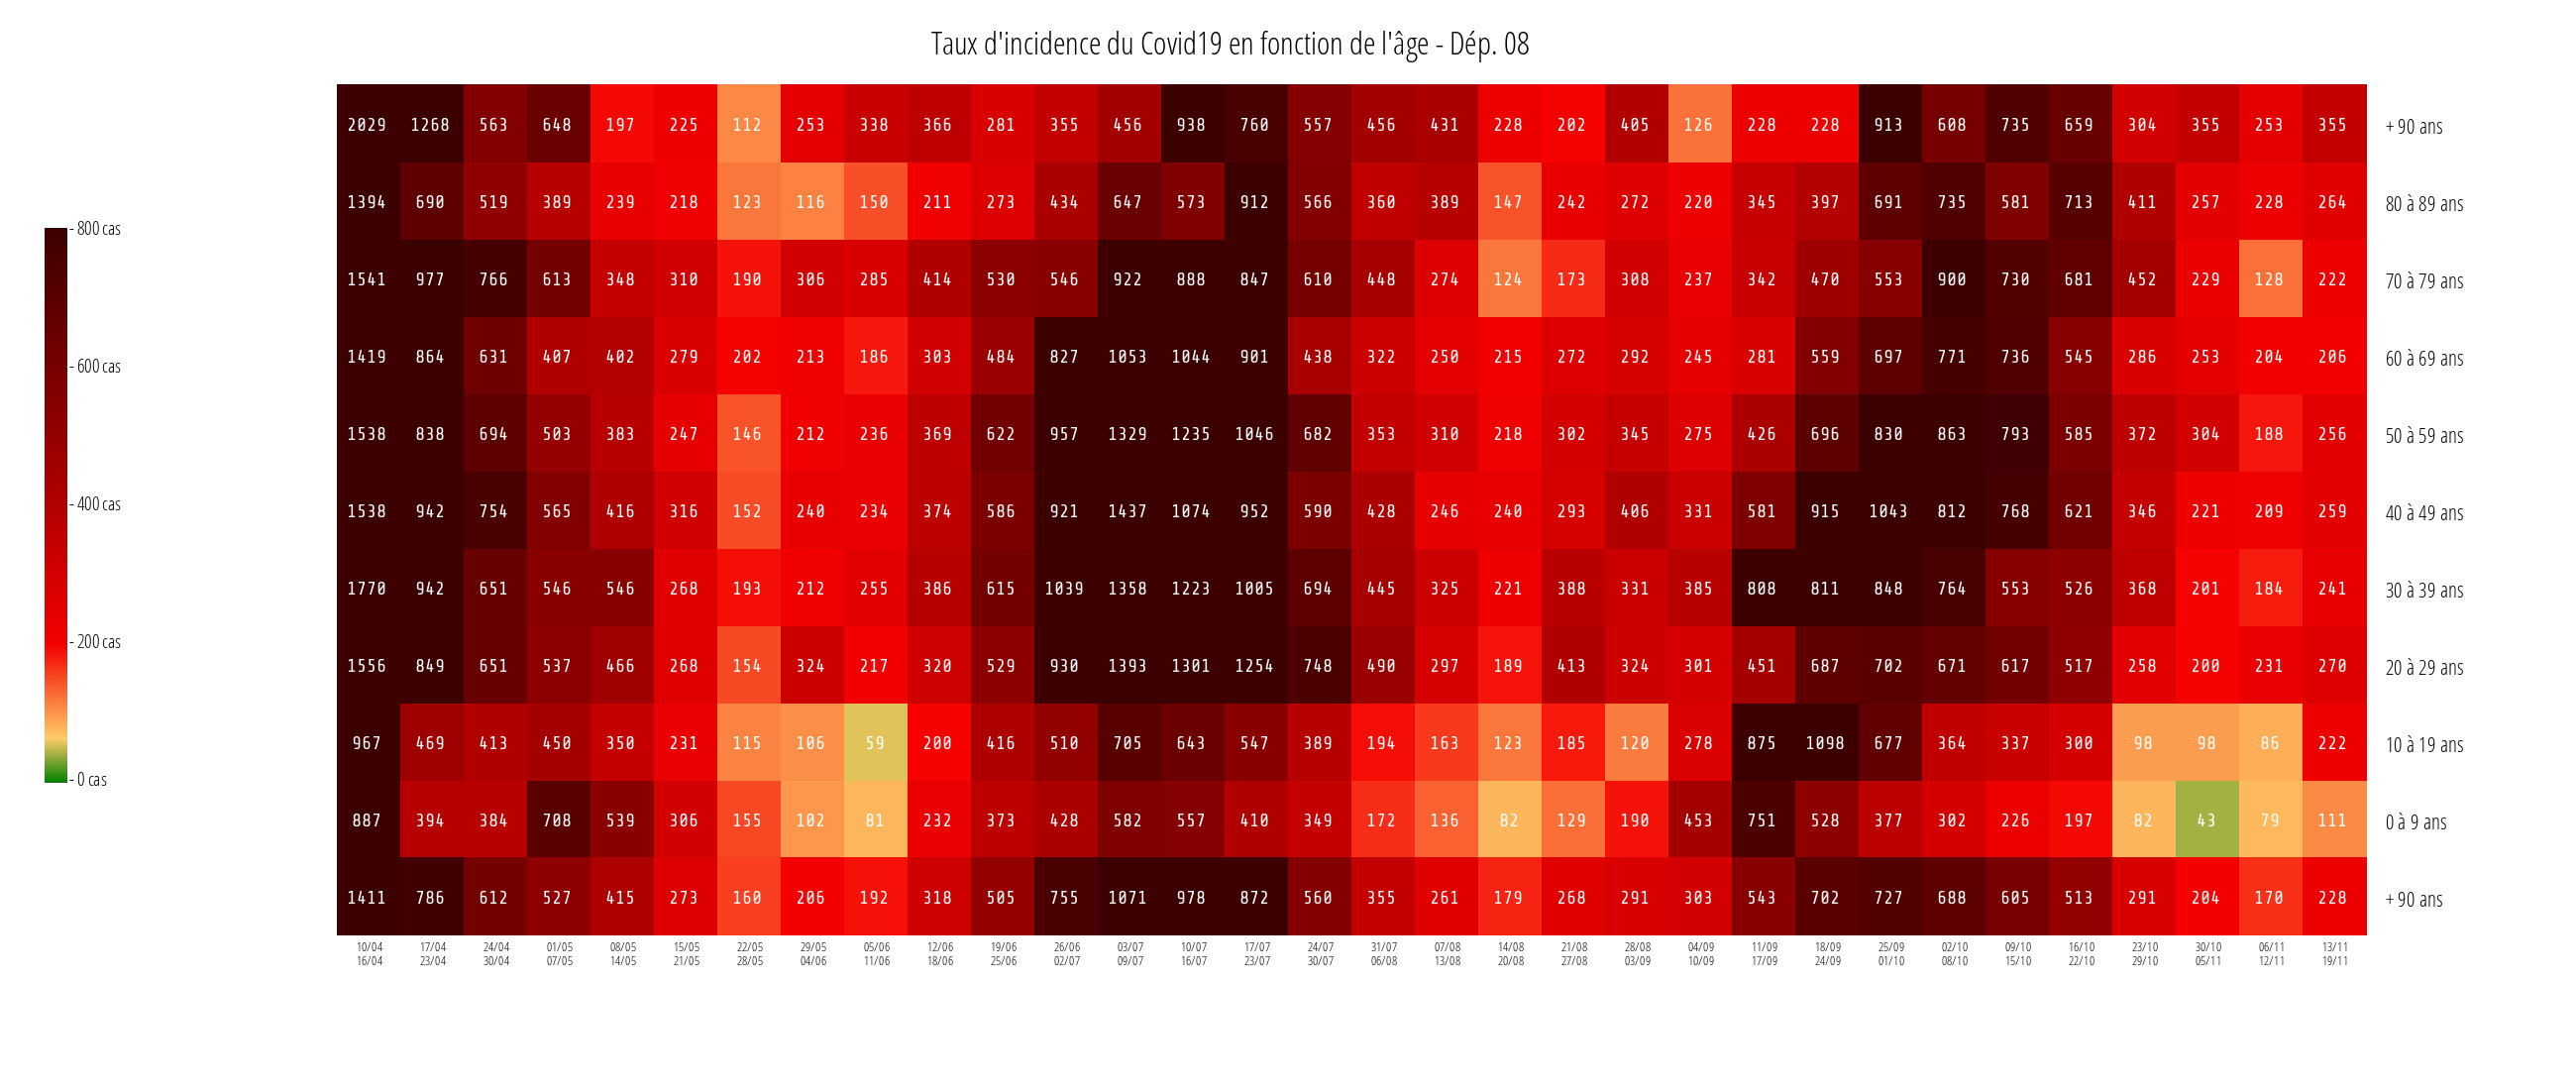 Taux d'incidence du Covid19 en fonction de l'âge - Dép. 08
- 800 cas
- 600 cas
- 400 cas
- 200 cas
- 0 cas
2029 1268 563 648 197 225 112 253 338 366 281 355 456 938 760 557 456 431 228 202 405 126 228 228 913 608 735 659 304 355 253 355 + 90 ans
1394 690 519 389 239 218 123 116 150 211 273 434 647 573 912 566 360 389 147 242 272 220 345 397 691 735 581 713 411 257 228 264 80 à 89 ans
1541 977 766 613 348 310 190 306 285 414 530 546 922 888 847 610 448 274 124 173 308 237 342 470 553 900 730 681 452 229 128 222 70 à 79 ans
1419 864 631 407 402 279 202 213 186 303 484 827 1053 1044 901 438 322 250 215 272 292 245 281 559 697 771 736 545 286 253 204 206 60 à 69 ans
1538 838 694 503 383 247 146 212 236 369 622 957 1329 1235 1046 682 353 310 218 302 345 275 426 696 830 863 793 585 372 304 188 256 50 à 59 ans
1538 942 754 565 416 316 152 240 234 374 586 921 1437 1074 952 590 428 246 240 293 406 331 581 915 1043 812 768 621 346 221 209 259 40 à 49 ans
1770 942 651 546 546 268 193 212 255 386 615 1039 1358 1223 1005 694 445 325 221 388 331 385 808 811 848 764 553 526 368 201 184 241 30 à 39 ans
1556 849 651 537 466 268 154 324 217 320 529 930 1393 1301 1254 748 490 297 189 413 324 301 451 687 702 671 617 517 258 200 231 270 20 à 29 ans
967 469 413 450 350 231 115 106 59 200 416 510 705 643 547 389 194 163 123 185 120 278 875 1098 677 364 337 300 98 98 86 222 10 à 19 ans
887 394 384 708 539 306 155 102 81 232 373 428 582 557 410 349 172 136 82 129 190 453 751 528 377 302 226 197 82 43 79 111 0 à 9 ans
1411 786 612 527 415 273 160 206 192 318 505 755 1071 978 872 560 355 261 179 268 291 303 543 702 727 688 605 513 291 204 170 228 + 90 ans
10/04 17/04 24/04 01/05 08/05 15/05 22/05 29/05 05/06 12/06 19/06 26/06 03/07 10/07 17/07 24/07 31/07 07/08 14/08 21/08 28/08 04/09 11/09 18/09 25/09 02/10 09/10 16/10 23/10 30/10 06/11 13/11
16/04 23/04 30/04 07/05 14/05 21/05 28/05 04/06 11/06 18/06 25/06 02/07 09/07 16/07 23/07 30/07 06/08 13/08 20/08 27/08 03/09 10/09 17/09 24/09 01/10 08/10 15/10 22/10 29/10 05/11 12/11 19/11